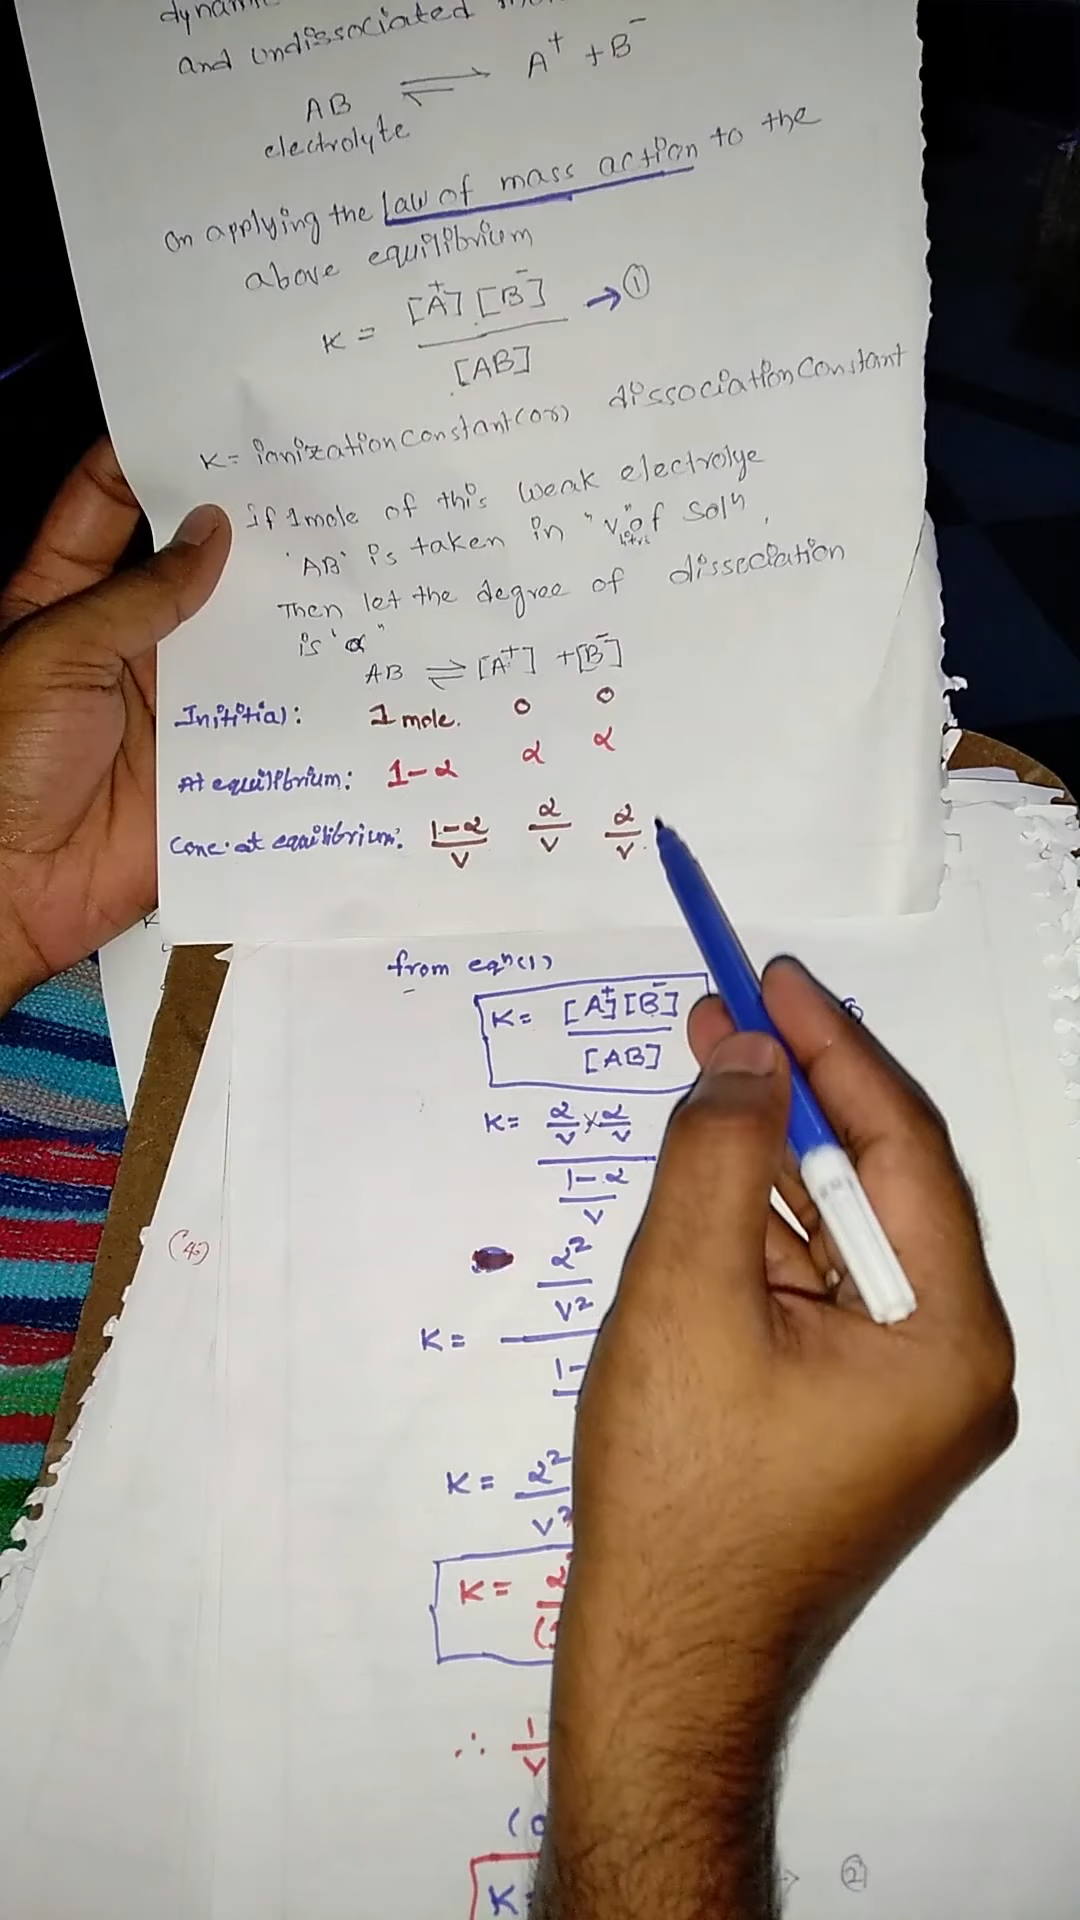 and undissociated
AB ⇌ A⁺ + B⁻
electrolyte
on applying the law of mass action to the
above equilibrium
K = [A⁺] [B⁻] / [AB] → ①
K = ionization constant (or) dissociation constant
If 1 mole of this weak electrolye
'AB' is taken in "V" of solⁿ,
litrs
Then let the degree of dissociation
is "α"
AB ⇌ [A⁺] + [B⁻]
Inititial: 1 mole. 0 0
At equilibrium: 1-α α α
Conc. at equilibrium: 1-α/V α/V α/V.
from eqⁿ(1)
K = [A⁺] [B⁻] / [AB]
K = α/V × α/V / 1-α/V
(4)
K = α²/V² / 1-
K = α² / V²
K =
∴ 1/V
K
②